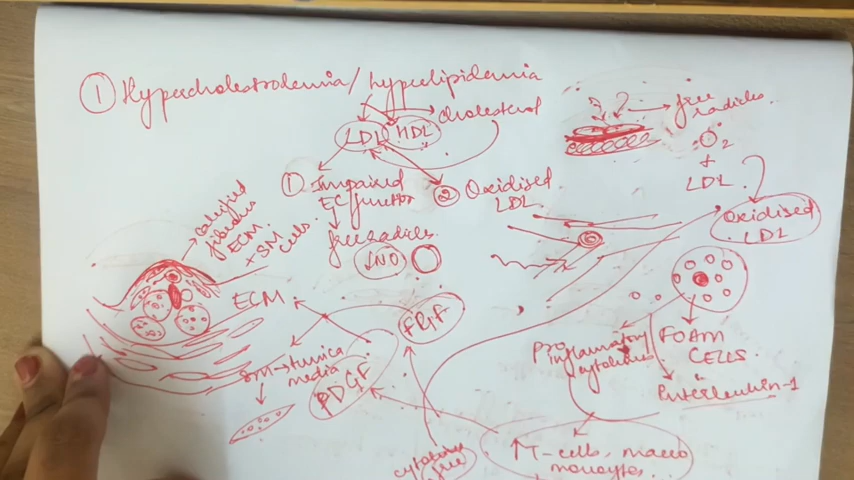 ① Hypercholestrolemia/hyperlipidemia
cholesterol
LDL HDL
① Impaired
EC function
② Oxidised
LDL
free radicles
↓NO
free
radicles
O2
+
LDL
Oxidised
LDL
calcified
fibrous
ECM
+ SM
cells
ECM
FGF
SM → tunica
media
PDGF
Pro
inflammatory
cytokines
FOAM
CELLS
Interleukin-1
↑T-cells, macro
monocytes